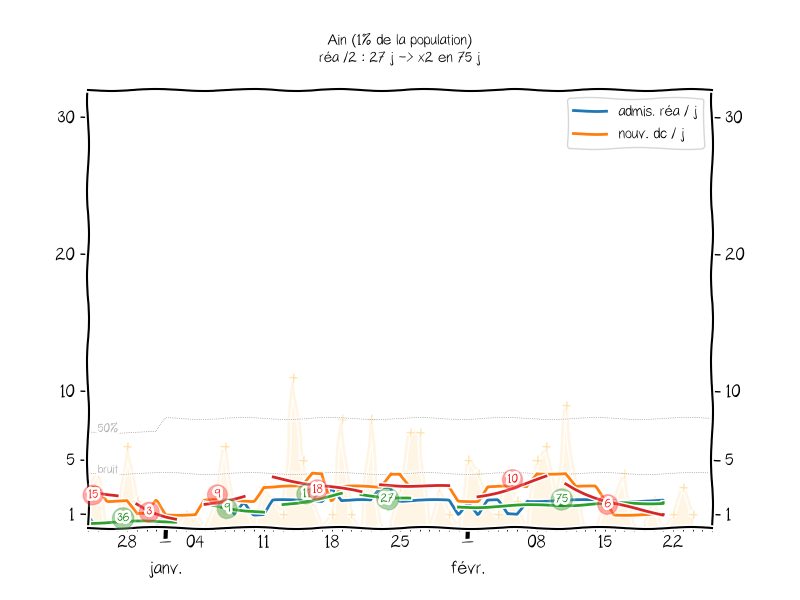 Ain (1% de la population)
réa /2 : 27 j -> x2 en 75 j
admis. réa / j
nouv. dc / j
30 30
20 20
10 10
50%
5 5
bruit
15 9 18 27 10 75 6
36 3 9
1 1
28 04 11 18 25 08 15 22
janv. févr.